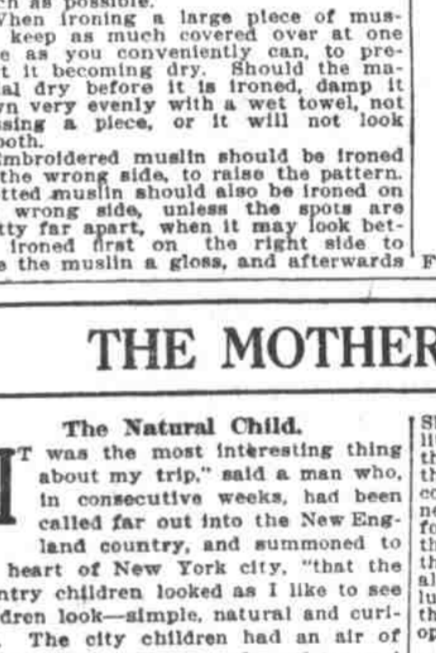 as possible.
When ironing a large piece of mus-
keep as much covered over at one
e as you conveniently can, to pre-
t it becoming dry. Should the ma-
al dry before it is ironed, damp it
wn very evenly with a wet towel, not
ssing a piece, or it will not look
ooth.
Embroidered muslin should be ironed
the wrong side, to raise the pattern.
tted muslin should also be ironed on
wrong side, unless the spots are
tty far apart, when it may look bet-
ironed first on the right side to
e the muslin a gloss, and afterwards
F
THE MOTHER
The Natural Child.
IT was the most interesting thing
about my trip," said a man who,
in consecutive weeks, had been
called far out into the New Eng-
land country, and summoned to
heart of New York city, "that the
ntry children looked as I like to see
dren look—simple, natural and curi-
. The city children had an air of